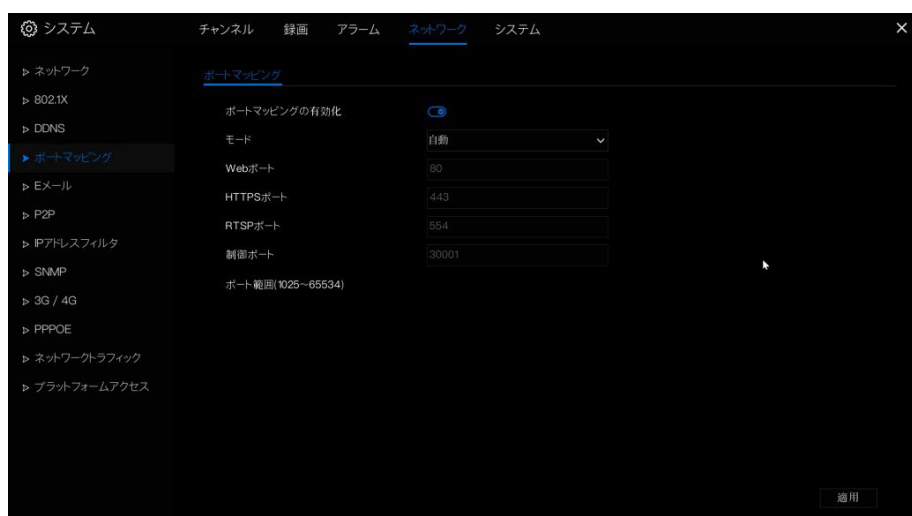 システム チャンネル 録画 アラーム ネットワーク システム
ネットワーク
802.1X
DDNS
ポートマッピング
Eメール
P2P
IPアドレスフィルタ
SNMP
3G / 4G
PPPOE
ネットワークトラフィック
プラットフォームアクセス
ポートマッピング
ポートマッピングの有効化
モード 自動
Webポート 80
HTTPSポート 443
RTSPポート 554
制御ポート 30001
ポート範囲(1025～65534)
適用